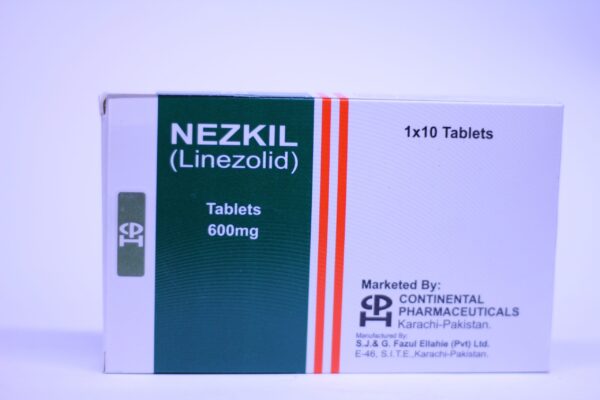 NEZKIL
(Linezolid)
Tablets
600mg
1x10 Tablets
Marketed By:
CONTINENTAL
PHARMACEUTICALS
Karachi-Pakistan.
Manufactured By:
S.J.& G. Fazul Ellahie (Pvt) Ltd.
E-46, S.I.T.E., Karachi-Pakistan.